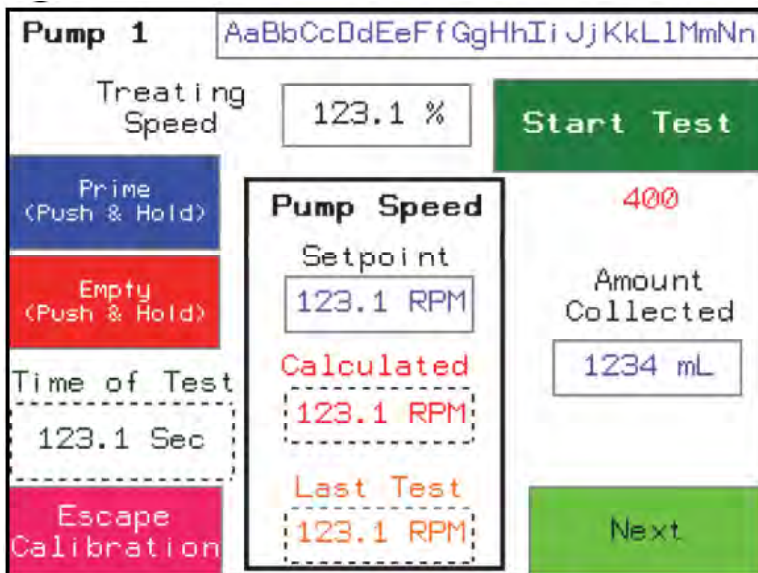 Pump 1
AaBbCcDdEeFfGgHhIiJjKkLlMmNn
Treating
Speed
123.1 %
Start Test
Prime
(Push & Hold)
400
Pump Speed
Setpoint
123.1 RPM
Empty
(Push & Hold)
Amount
Collected
1234 mL
Calculated
123.1 RPM
Time of Test
123.1 Sec
Last Test
123.1 RPM
Escape
Calibration
Next